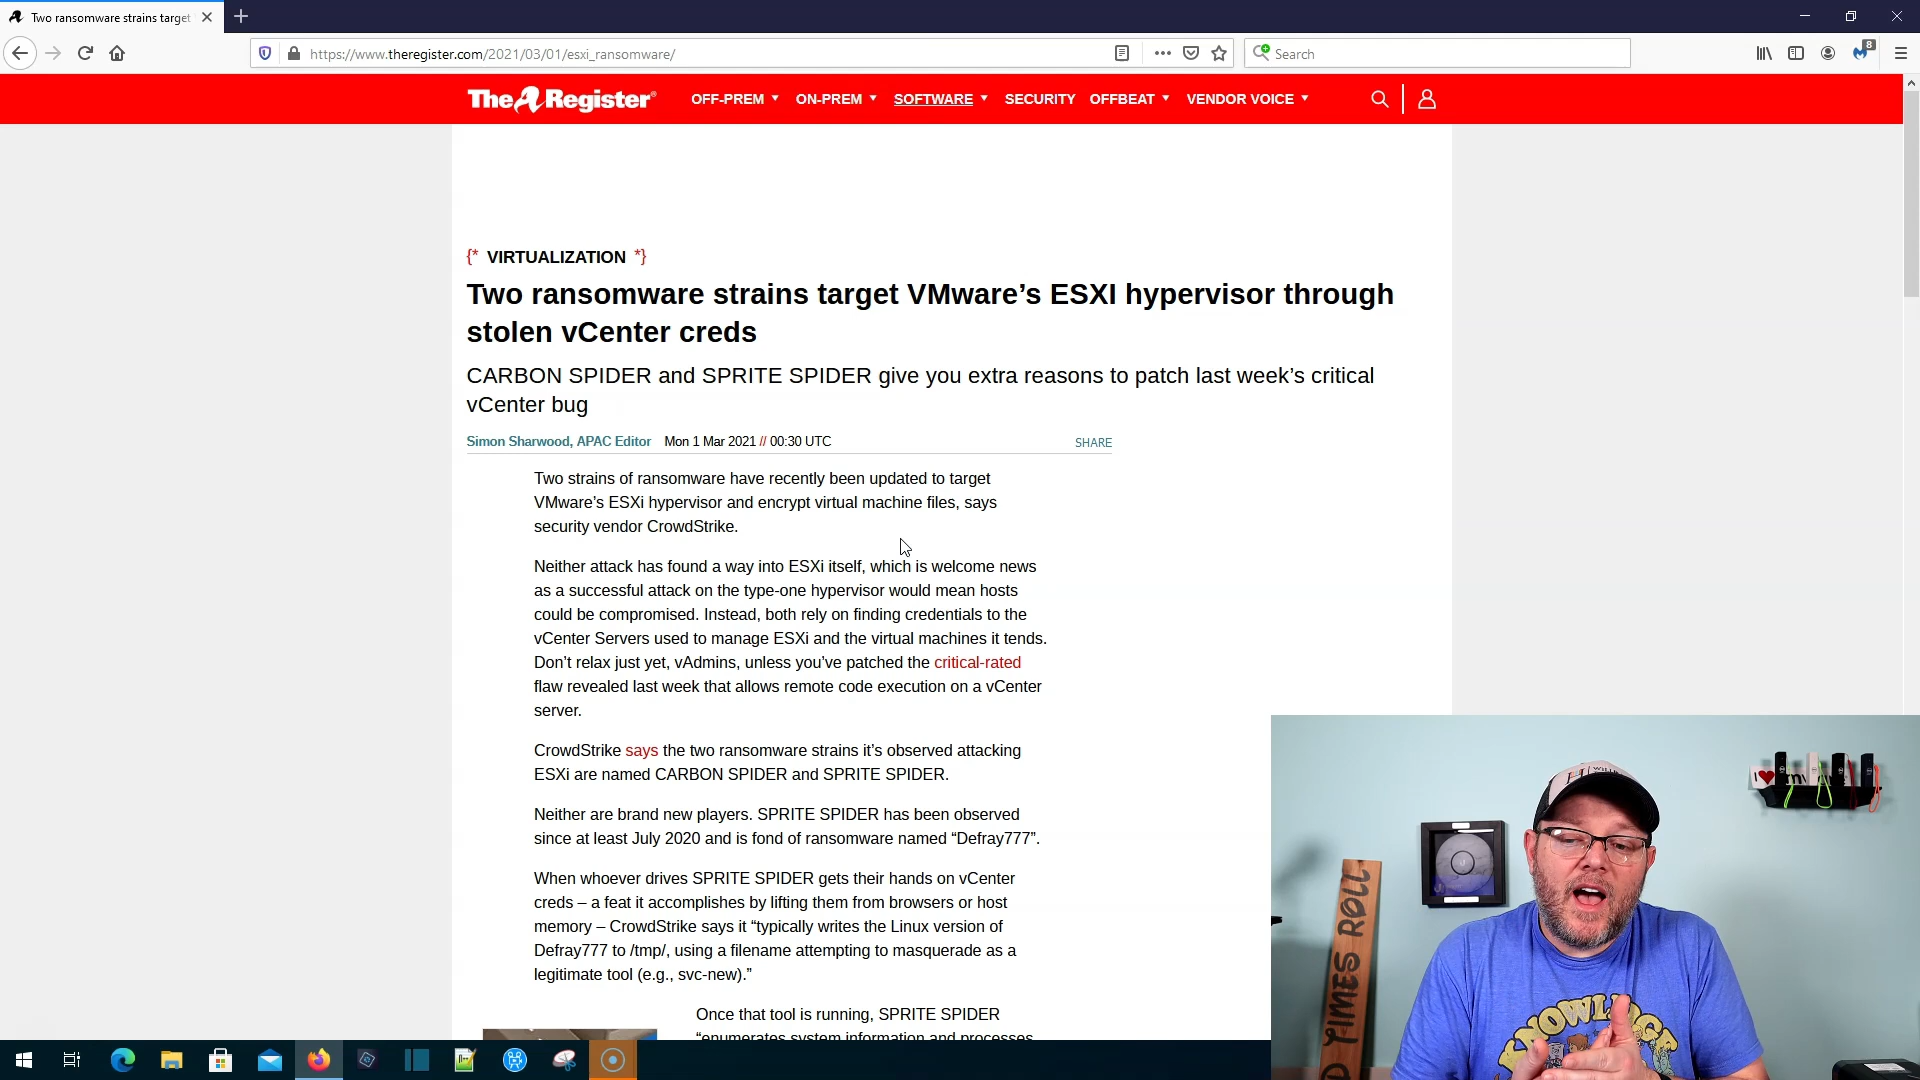 Two ransomware strains target
https://www.theregister.com/2021/03/01/esxi_ransomware/
Search
8
The Register®
OFF-PREM
ON-PREM
SOFTWARE
SECURITY
OFFBEAT
VENDOR VOICE
{* VIRTUALIZATION *}
Two ransomware strains target VMware’s ESXI hypervisor through
stolen vCenter creds
CARBON SPIDER and SPRITE SPIDER give you extra reasons to patch last week’s critical
vCenter bug
Simon Sharwood, APAC Editor Mon 1 Mar 2021 // 00:30 UTC
SHARE
Two strains of ransomware have recently been updated to target
VMware’s ESXi hypervisor and encrypt virtual machine files, says
security vendor CrowdStrike.
Neither attack has found a way into ESXi itself, which is welcome news
as a successful attack on the type-one hypervisor would mean hosts
could be compromised. Instead, both rely on finding credentials to the
vCenter Servers used to manage ESXi and the virtual machines it tends.
Don’t relax just yet, vAdmins, unless you’ve patched the critical-rated
flaw revealed last week that allows remote code execution on a vCenter
server.
CrowdStrike says the two ransomware strains it’s observed attacking
ESXi are named CARBON SPIDER and SPRITE SPIDER.
Neither are brand new players. SPRITE SPIDER has been observed
since at least July 2020 and is fond of ransomware named “Defray777”.
When whoever drives SPRITE SPIDER gets their hands on vCenter
creds – a feat it accomplishes by lifting them from browsers or host
memory – CrowdStrike says it “typically writes the Linux version of
Defray777 to /tmp/, using a filename attempting to masquerade as a
legitimate tool (e.g., svc-new).”
Once that tool is running, SPRITE SPIDER
“enumerates system information and processes
I
D TIMES ROLL
KNOWLEDGE